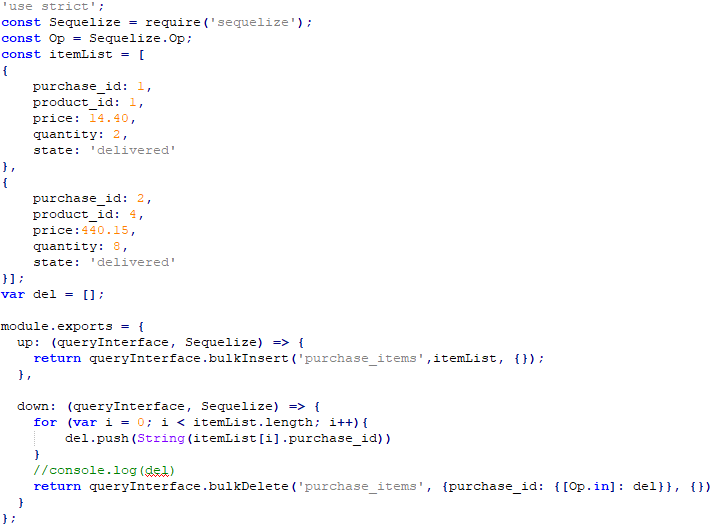 'use strict';
const Sequelize = require('sequelize');
const Op = Sequelize.Op;
const itemList = [
{
    purchase_id: 1,
    product_id: 1,
    price: 14.40,
    quantity: 2,
    state: 'delivered'
},
{
    purchase_id: 2,
    product_id: 4,
    price:440.15,
    quantity: 8,
    state: 'delivered'
}];
var del = [];

module.exports = {
  up: (queryInterface, Sequelize) => {
    return queryInterface.bulkInsert('purchase_items',itemList, {});
  },

  down: (queryInterface, Sequelize) => {
    for (var i = 0; i < itemList.length; i++){
        del.push(String(itemList[i].purchase_id))
    }
    //console.log(del)
    return queryInterface.bulkDelete('purchase_items', {purchase_id: {[Op.in]: del}}, {})
  }
};